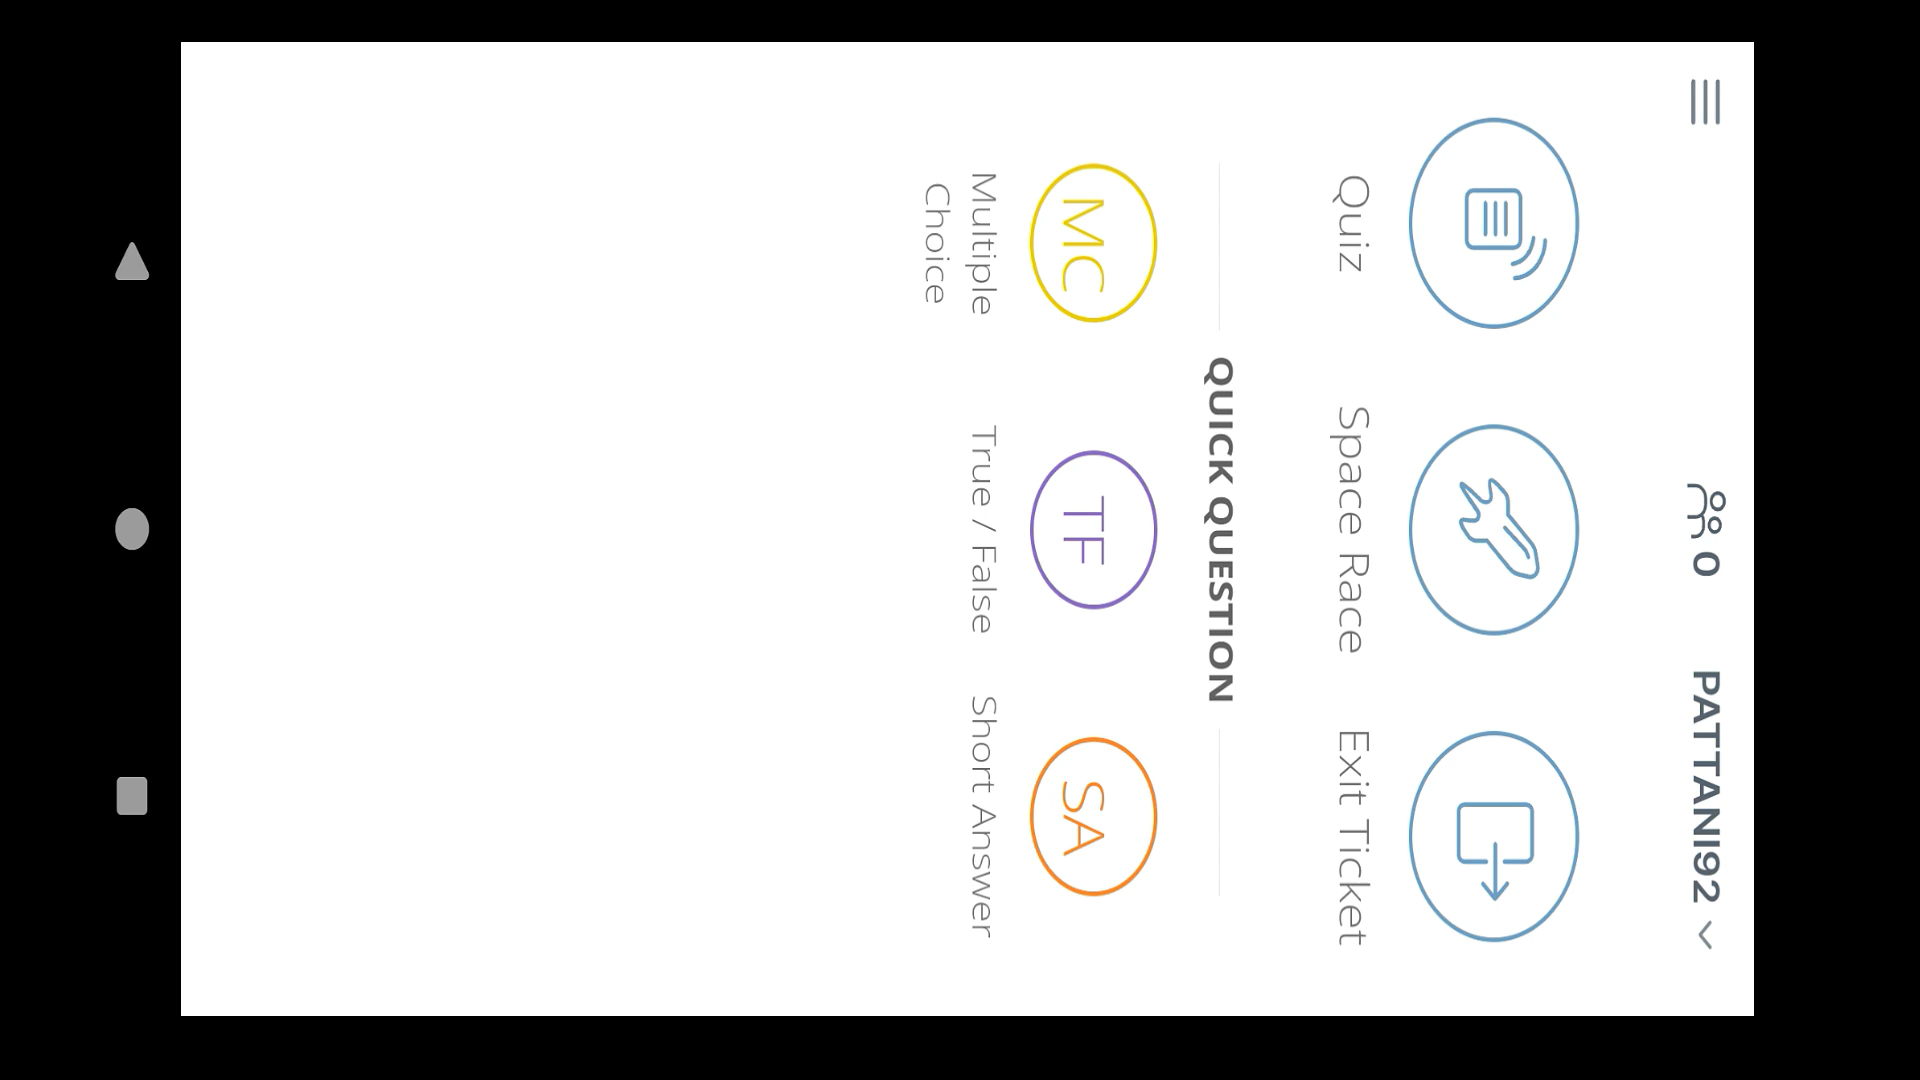 0 PATTANI92
Quiz Space Race Exit Ticket
QUICK QUESTION
MC TF SA
Multiple True / False Short Answer
Choice